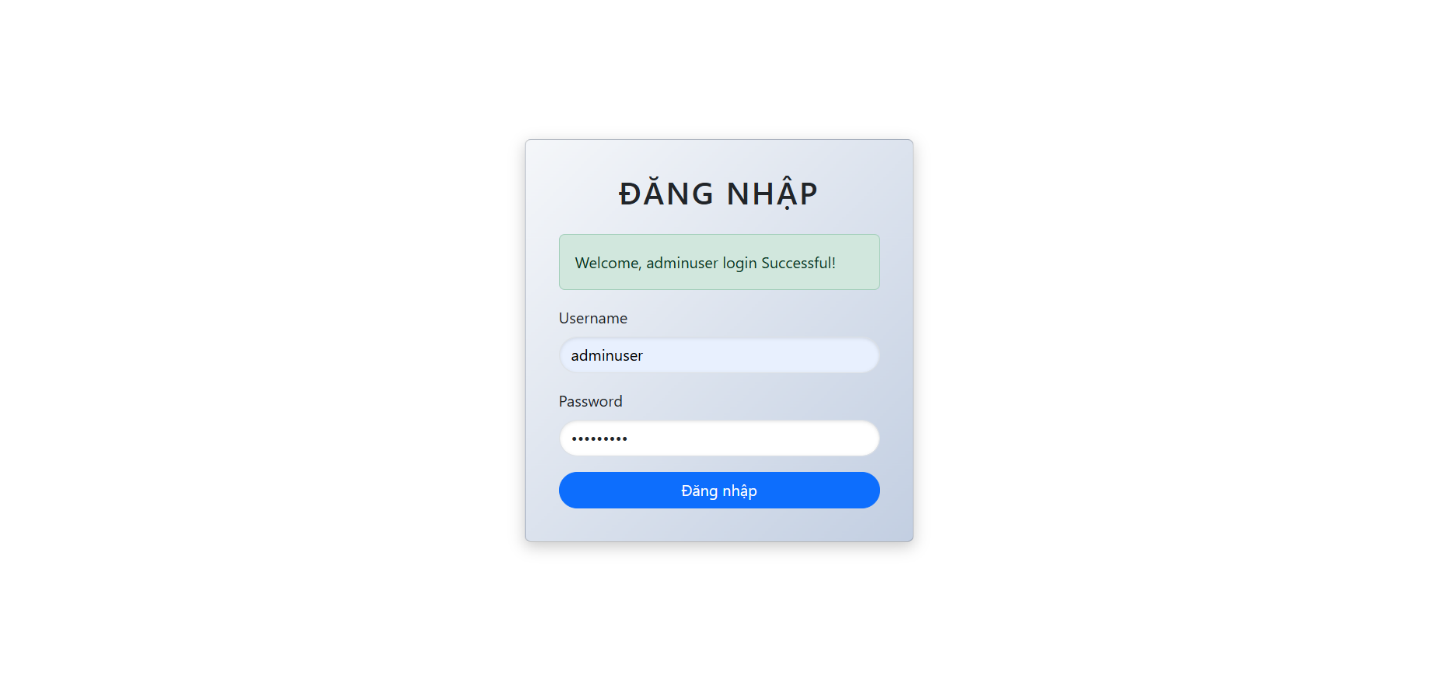 ĐĂNG NHẬP
Welcome, adminuser login Successful!
Username
adminuser
Password
•••••••••
Đăng nhập